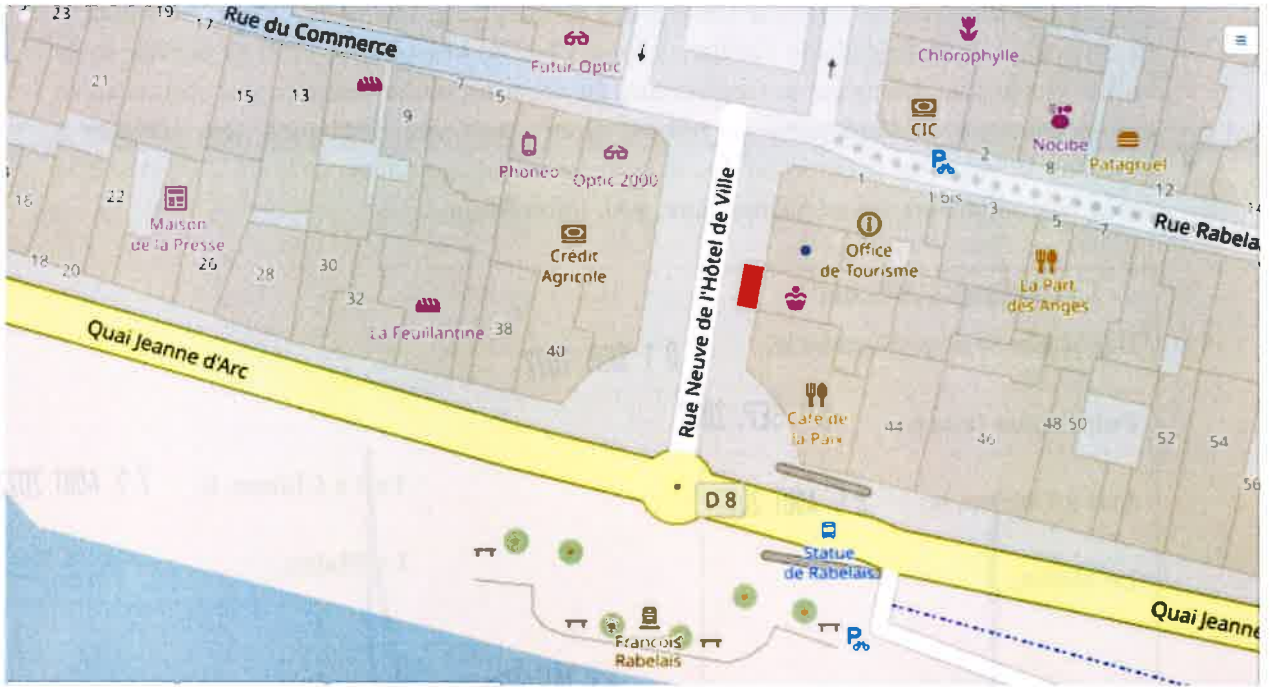 23
19
17
Rue du Commerce
Futur Optic
Chlorophylle
21
15
13
9
7
5
CIC
Nocibé
Patagruel
Phoneo
Optic 2000
2
8
12
14
16
22
Maison
de la Presse
1
1 bis
3
5
7
Rue Rabela
Office
de Tourisme
Crédit
Agricole
La Part
des Anges
18
20
26
28
30
32
La Feuillantine
38
40
Rue Neuve de l'Hôtel de Ville
Quai Jeanne d'Arc
Café de
la Paix
44
46
48 50
52
54
56
D 8
Statue
de Rabelais
François
Rabelais
Quai Jeanne